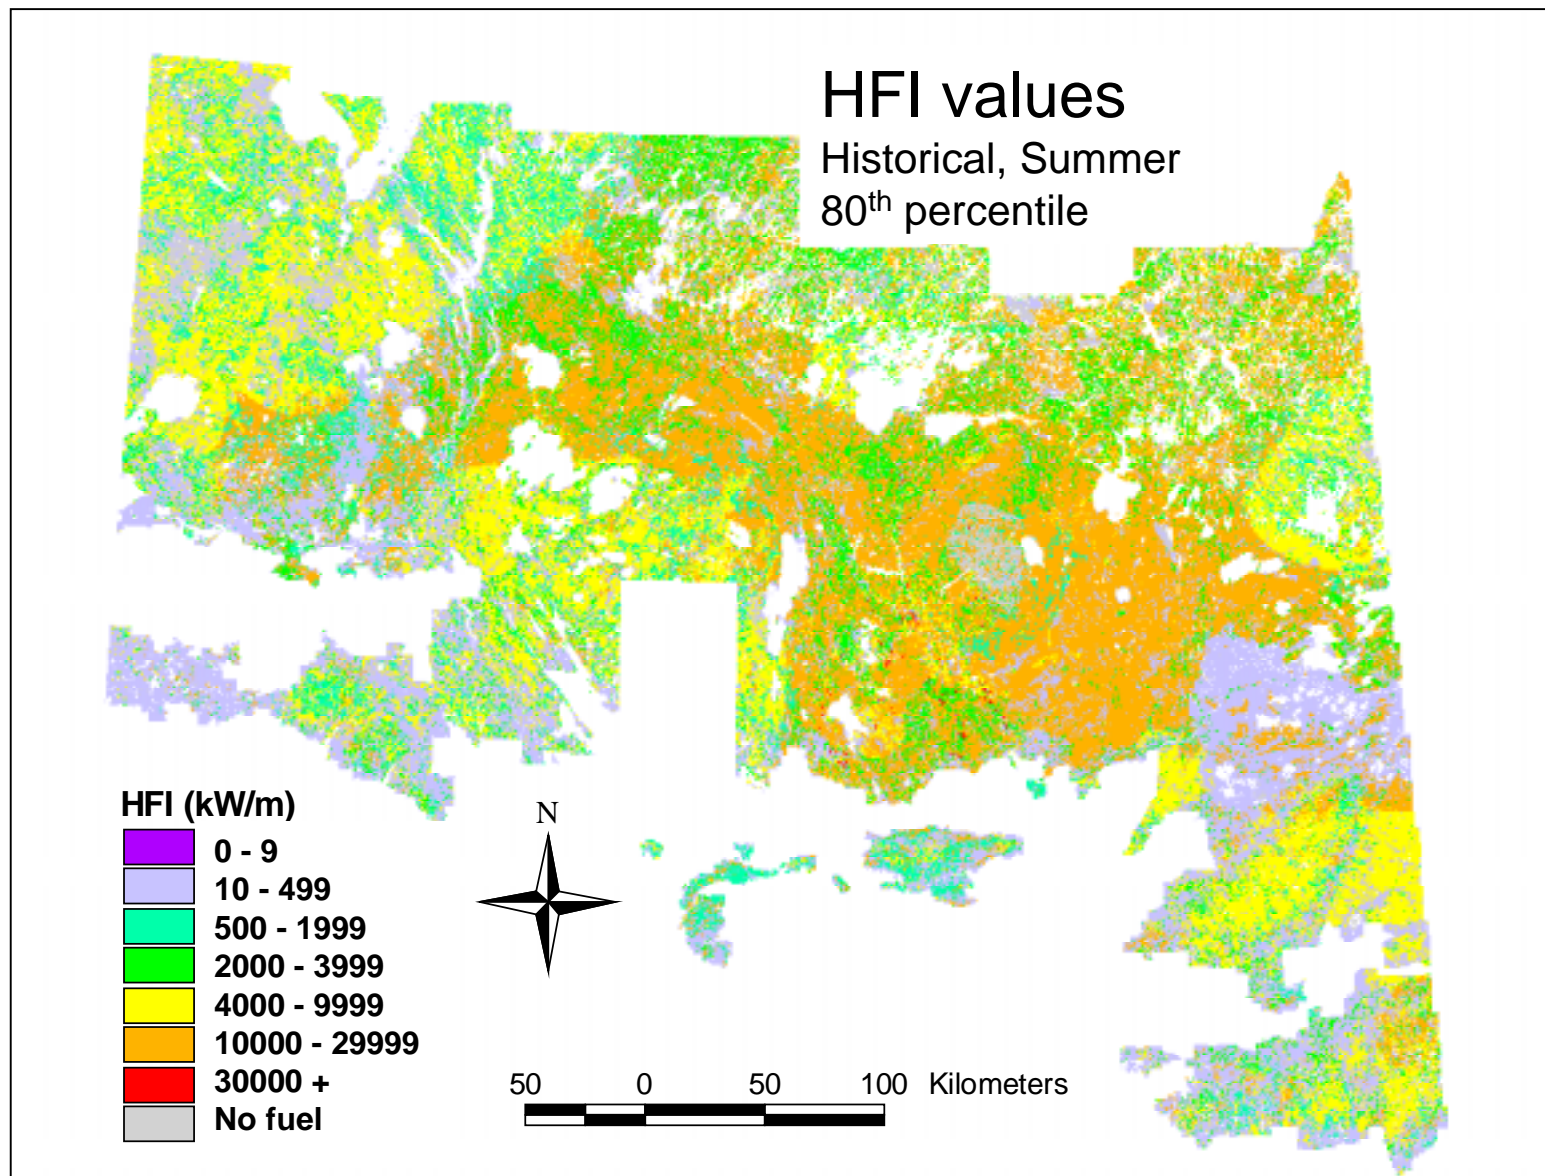 HFI values
Historical, Summer
80th percentile
HFI (kW/m)
0 - 9
10 - 499
500 - 1999
2000 - 3999
4000 - 9999
10000 - 29999
30000 +
No fuel
N
50 0 50 100 Kilometers